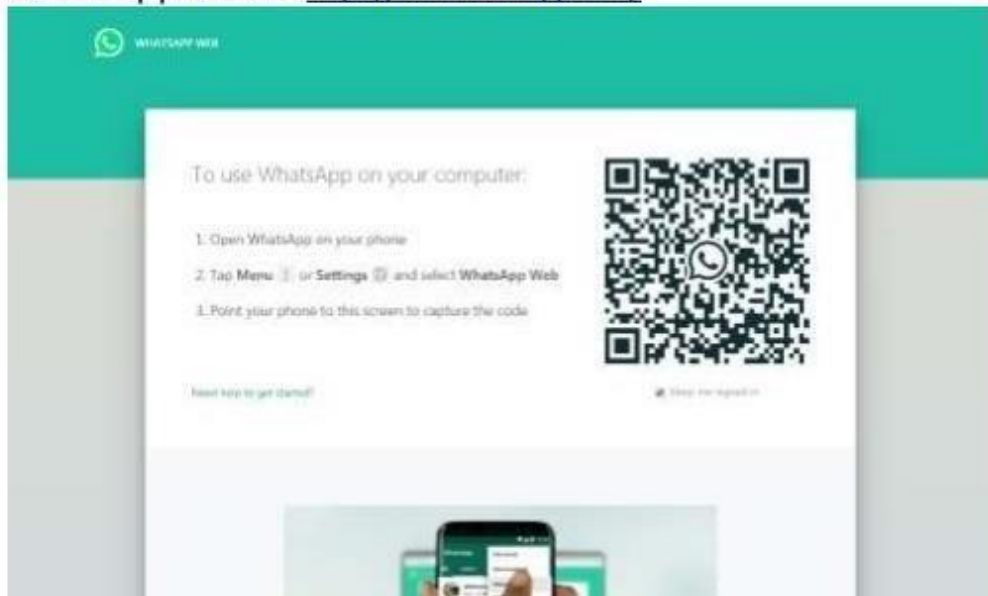 WHATSAPP WEB
To use WhatsApp on your computer:
1. Open WhatsApp on your phone
2. Tap Menu or Settings and select WhatsApp Web
3. Point your phone to this screen to capture the code
Need help to get started?
Keep me signed in
WhatsApp